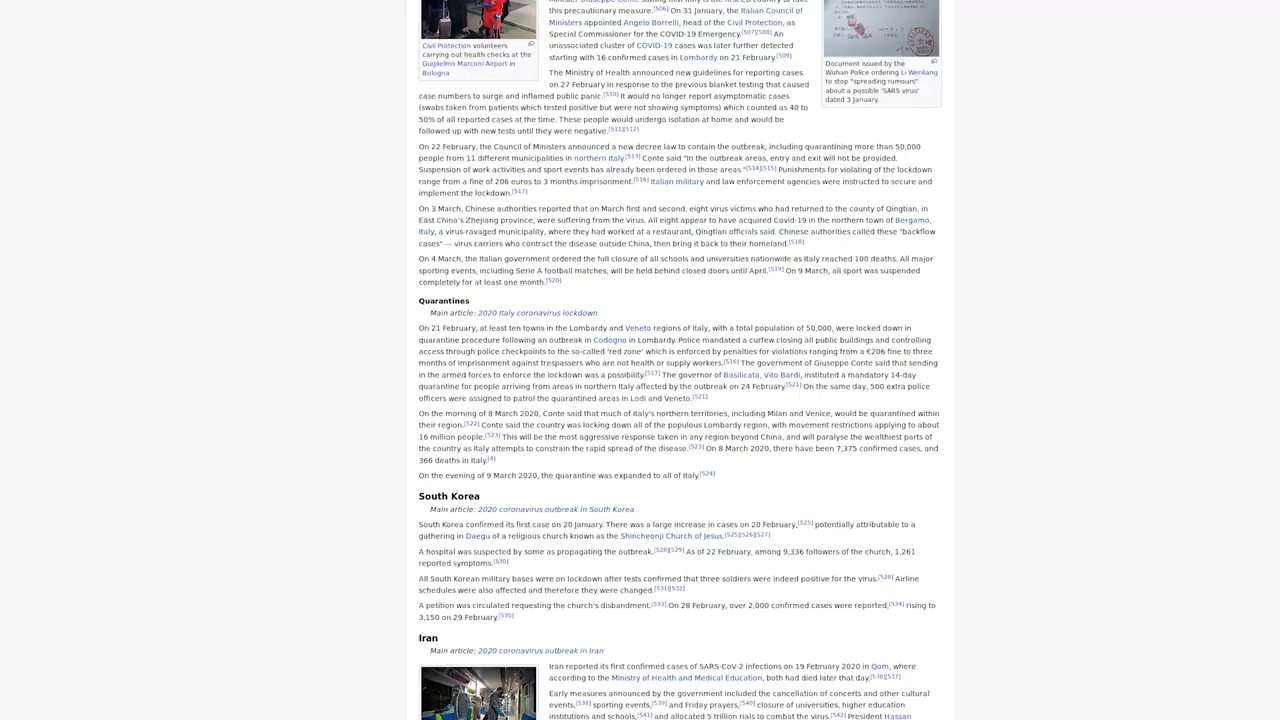 Minister Giuseppe Conte, stating that Italy is the first EU country to take
this precautionary measure.[506] On 31 January, the Italian Council of
Ministers appointed Angelo Borrelli, head of the Civil Protection, as
Special Commissioner for the COVID-19 Emergency.[507][508] An
unassociated cluster of COVID-19 cases was later further detected
starting with 16 confirmed cases in Lombardy on 21 February.[509]
Civil Protection volunteers
carrying out health checks at the
Guglielmo Marconi Airport in
Bologna
Document issued by the
Wuhan Police ordering Li Wenliang
to stop "spreading rumours"
about a possible 'SARS virus'
dated 3 January.
The Ministry of Health announced new guidelines for reporting cases
on 27 February in response to the previous blanket testing that caused
case numbers to surge and inflamed public panic.[510] It would no longer report asymptomatic cases
(swabs taken from patients which tested positive but were not showing symptoms) which counted as 40 to
50% of all reported cases at the time. These people would undergo isolation at home and would be
followed up with new tests until they were negative.[511][512]
On 22 February, the Council of Ministers announced a new decree law to contain the outbreak, including quarantining more than 50,000
people from 11 different municipalities in northern Italy.[513] Conte said "In the outbreak areas, entry and exit will not be provided.
Suspension of work activities and sport events has already been ordered in those areas."[514][515] Punishments for violating of the lockdown
range from a fine of 206 euros to 3 months imprisonment.[516] Italian military and law enforcement agencies were instructed to secure and
implement the lockdown.[517]
On 3 March, Chinese authorities reported that on March first and second, eight virus victims who had returned to the county of Qingtian, in
East China's Zhejiang province, were suffering from the virus. All eight appear to have acquired Covid-19 in the northern town of Bergamo,
Italy, a virus-ravaged municipality, where they had worked at a restaurant, Qingtian officials said. Chinese authorities called these "backflow
cases" — virus carriers who contract the disease outside China, then bring it back to their homeland.[518]
On 4 March, the Italian government ordered the full closure of all schools and universities nationwide as Italy reached 100 deaths. All major
sporting events, including Serie A football matches, will be held behind closed doors until April.[519] On 9 March, all sport was suspended
completely for at least one month.[520]
Quarantines
Main article: 2020 Italy coronavirus lockdown
On 21 February, at least ten towns in the Lombardy and Veneto regions of Italy, with a total population of 50,000, were locked down in
quarantine procedure following an outbreak in Codogno in Lombardy. Police mandated a curfew closing all public buildings and controlling
access through police checkpoints to the so-called 'red zone' which is enforced by penalties for violations ranging from a €206 fine to three
months of imprisonment against trespassers who are not health or supply workers.[516] The government of Giuseppe Conte said that sending
in the armed forces to enforce the lockdown was a possibility.[517] The governor of Basilicata, Vito Bardi, instituted a mandatory 14-day
quarantine for people arriving from areas in northern Italy affected by the outbreak on 24 February.[521] On the same day, 500 extra police
officers were assigned to patrol the quarantined areas in Lodi and Veneto.[521]
On the morning of 8 March 2020, Conte said that much of Italy's northern territories, including Milan and Venice, would be quarantined within
their region.[522] Conte said the country was locking down all of the populous Lombardy region, with movement restrictions applying to about
16 million people.[523] This will be the most aggressive response taken in any region beyond China, and will paralyse the wealthiest parts of
the country as Italy attempts to constrain the rapid spread of the disease.[523] On 8 March 2020, there have been 7,375 confirmed cases, and
366 deaths in Italy.[4]
On the evening of 9 March 2020, the quarantine was expanded to all of Italy.[524]
South Korea
Main article: 2020 coronavirus outbreak in South Korea
South Korea confirmed its first case on 20 January. There was a large increase in cases on 20 February,[525] potentially attributable to a
gathering in Daegu of a religious church known as the Shincheonji Church of Jesus.[525][526][527]
A hospital was suspected by some as propagating the outbreak.[528][529] As of 22 February, among 9,336 followers of the church, 1,261
reported symptoms.[530]
All South Korean military bases were on lockdown after tests confirmed that three soldiers were indeed positive for the virus.[528] Airline
schedules were also affected and therefore they were changed.[531][532]
A petition was circulated requesting the church's disbandment.[533] On 28 February, over 2,000 confirmed cases were reported,[534] rising to
3,150 on 29 February.[535]
Iran
Main article: 2020 coronavirus outbreak in Iran
Iran reported its first confirmed cases of SARS-CoV-2 infections on 19 February 2020 in Qom, where
according to the Ministry of Health and Medical Education, both had died later that day.[536][537]
Early measures announced by the government included the cancellation of concerts and other cultural
events,[538] sporting events,[539] and Friday prayers,[540] closure of universities, higher education
institutions and schools,[541] and allocated 5 trillion rials to combat the virus.[542] President Hassan